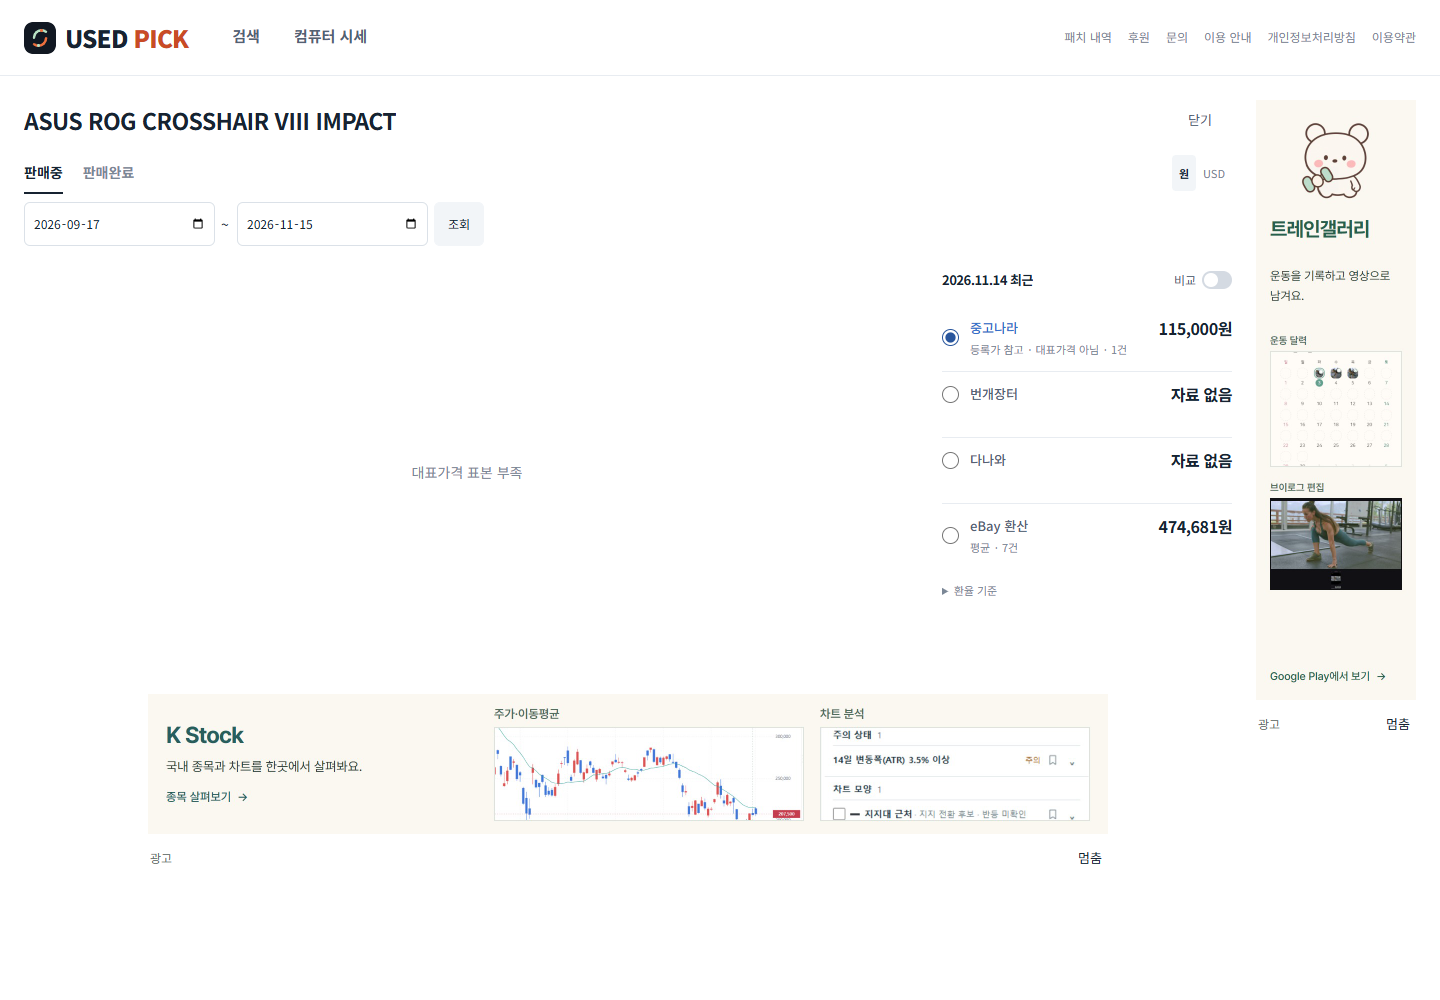 USED PICK
검색
컴퓨터 시세
패치 내역
후원
문의
이용 안내
개인정보처리방침
이용약관
ASUS ROG CROSSHAIR VIII IMPACT
닫기
판매중
판매완료
원
USD
2026-09-17
~
2026-11-15
조회
2026.11.14 최근
비교
중고나라
115,000원
등록가 참고 · 대표가격 아님 · 1건
번개장터
자료 없음
다나와
자료 없음
eBay 환산
474,681원
평균 · 7건
▶ 환율 기준
대표가격 표본 부족
트레인갤러리
운동을 기록하고 영상으로
남겨요.
운동 달력
브이로그 편집
Google Play에서 보기 →
광고
멈춤
K Stock
국내 종목과 차트를 한곳에서 살펴봐요.
종목 살펴보기 →
주가·이동평균
차트 분석
주의 상태 1
14일 변동폭(ATR) 3.5% 이상
주의
차트 모양 1
지지대 근처 · 지지 전환 후보 · 반등 미확인
광고
멈춤